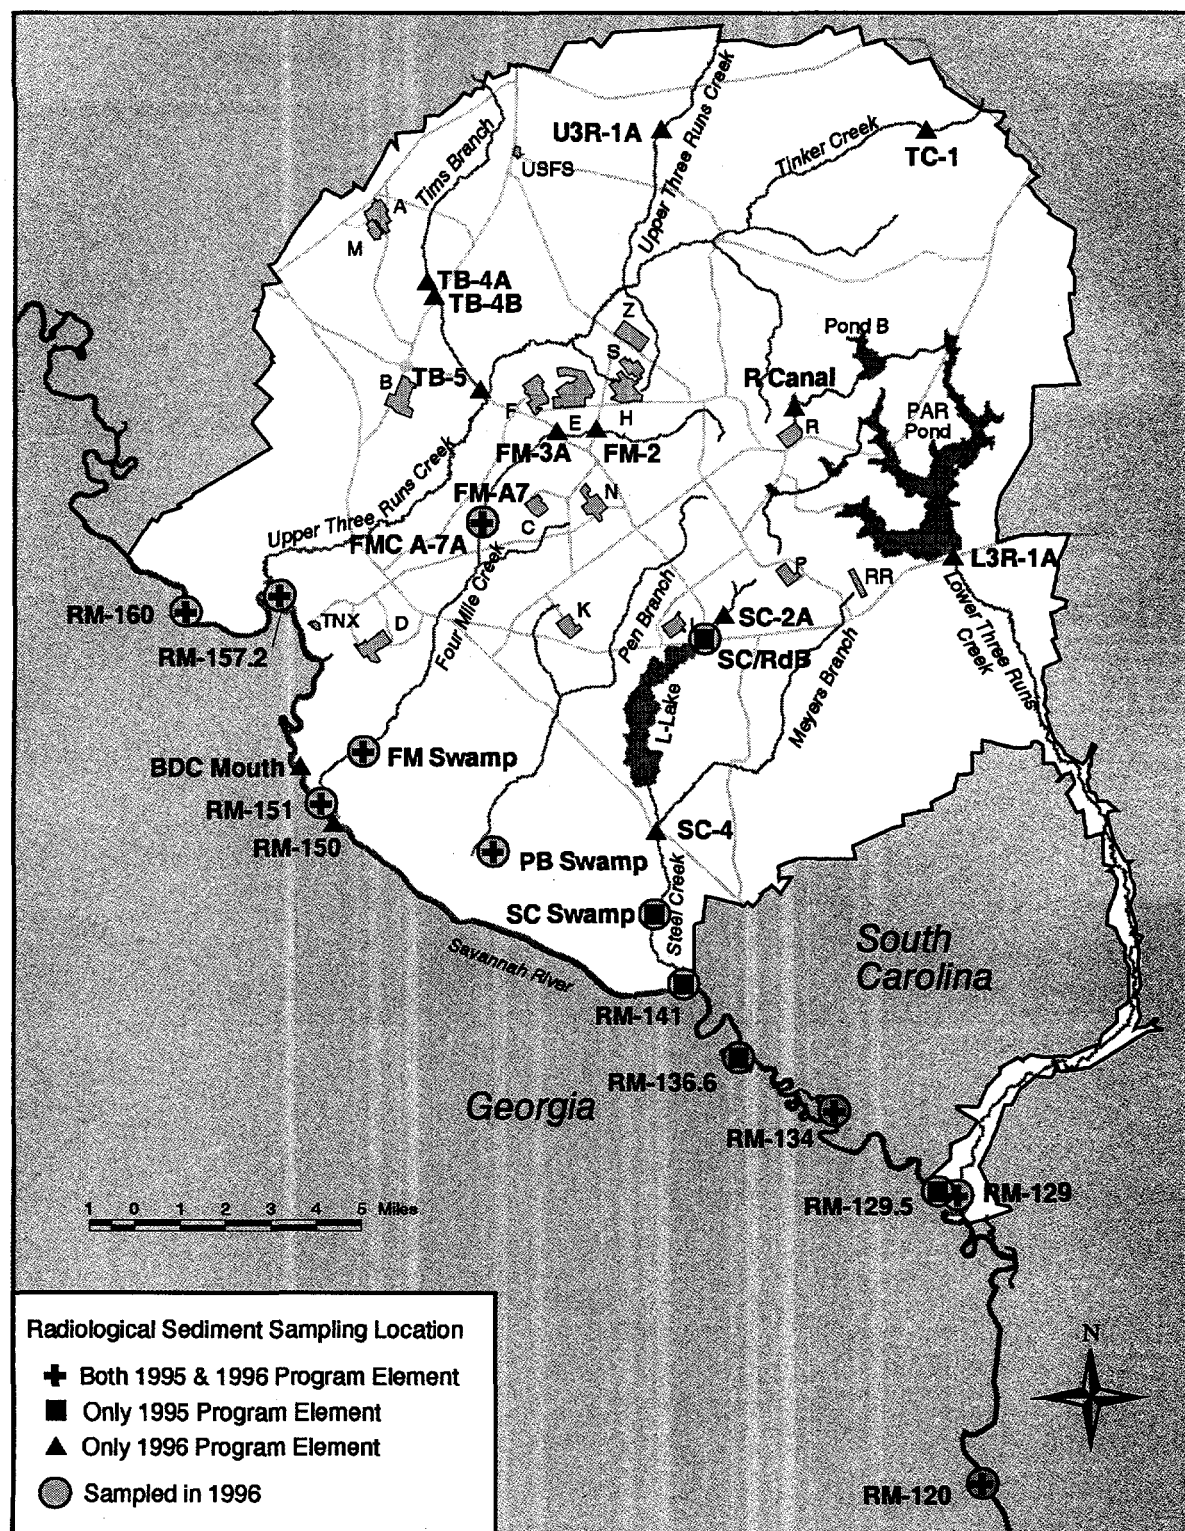 Upper Three Runs Creek
U3R-1A
Tinker Creek
TC-1
Tims Branch
USFS
A
M
TB-4A
TB-4B
Z
Pond B
S
B
TB-5
R Canal
PAR
Pond
F
E
H
R
FM-3A
FM-2
Upper Three Runs Creek
FM-A7
N
C
FMC A-7A
L3R-1A
P
RR
RM-160
TNX
D
K
Pen Branch
L
SC-2A
Lower Three Runs
Creek
RM-157.2
Four Mile Creek
SC/RdB
Meyers Branch
L-Lake
BDC Mouth
FM Swamp
RM-151
RM-150
SC-4
PB Swamp
SC Swamp
Steel Creek
South
Carolina
Savannah River
RM-141
RM-136.6
Georgia
RM-134
RM-129.5
RM-129
1 0 1 2 3 4 5 Miles
Radiological Sediment Sampling Location
Both 1995 & 1996 Program Element
Only 1995 Program Element
Only 1996 Program Element
Sampled in 1996
N
RM-120